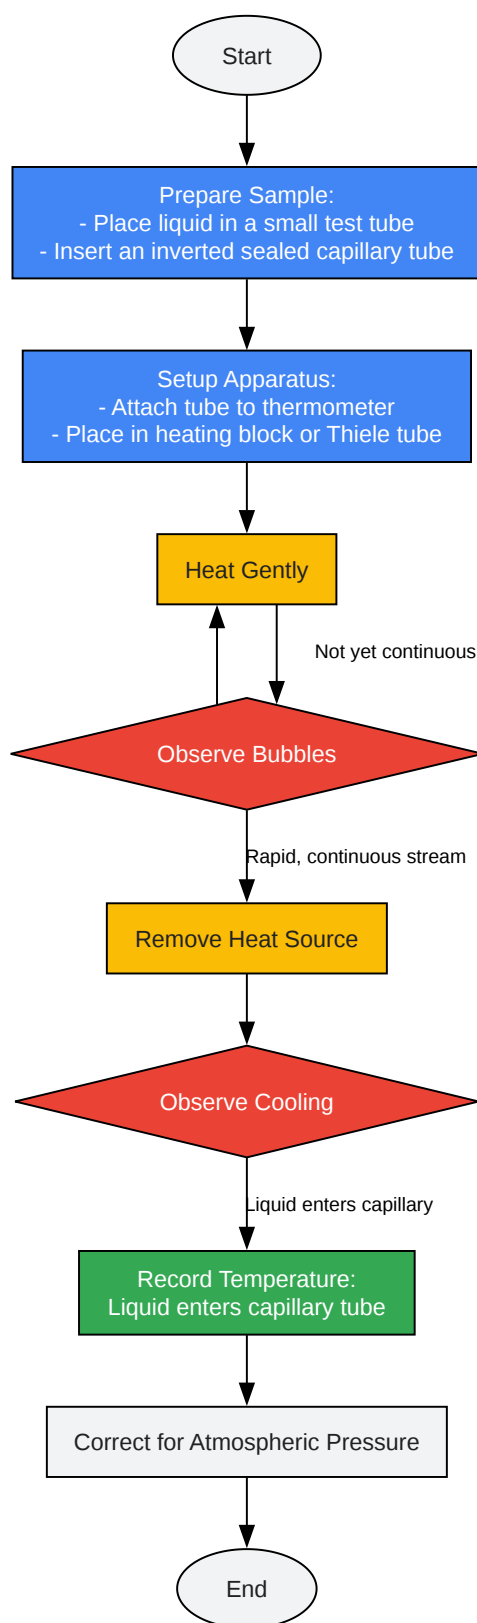 Start
Prepare Sample:
- Place liquid in a small test tube
- Insert an inverted sealed capillary tube
Setup Apparatus:
- Attach tube to thermometer
- Place in heating block or Thiele tube
Heat Gently
Not yet continuous
Observe Bubbles
Rapid, continuous stream
Remove Heat Source
Observe Cooling
Liquid enters capillary
Record Temperature:
Liquid enters capillary tube
Correct for Atmospheric Pressure
End